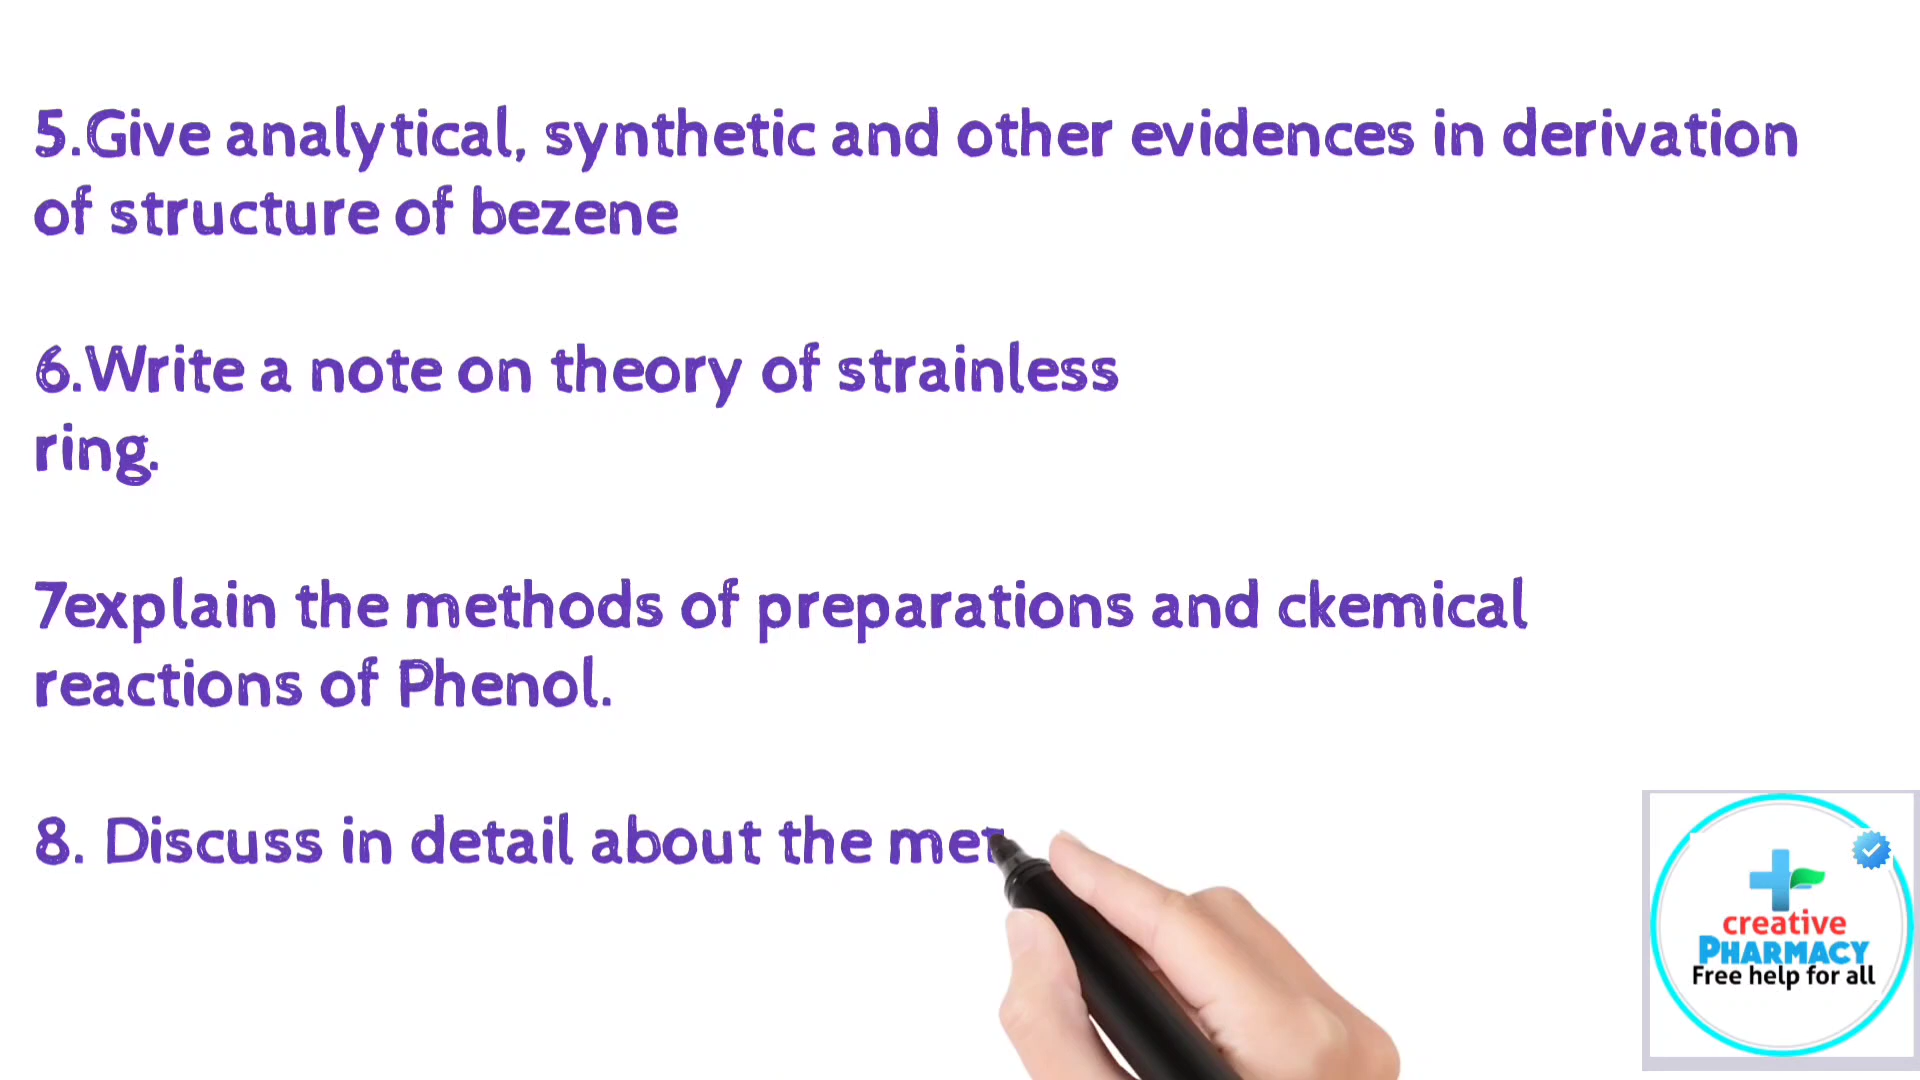 5.Give analytical, synthetic and other evidences in derivation
of structure of bezene
6.Write a note on theory of strainless
ring.
7explain the methods of preparations and ckemical
reactions of Phenol.
8. Discuss in detail about the met
creative
PHARMACY
Free help for all